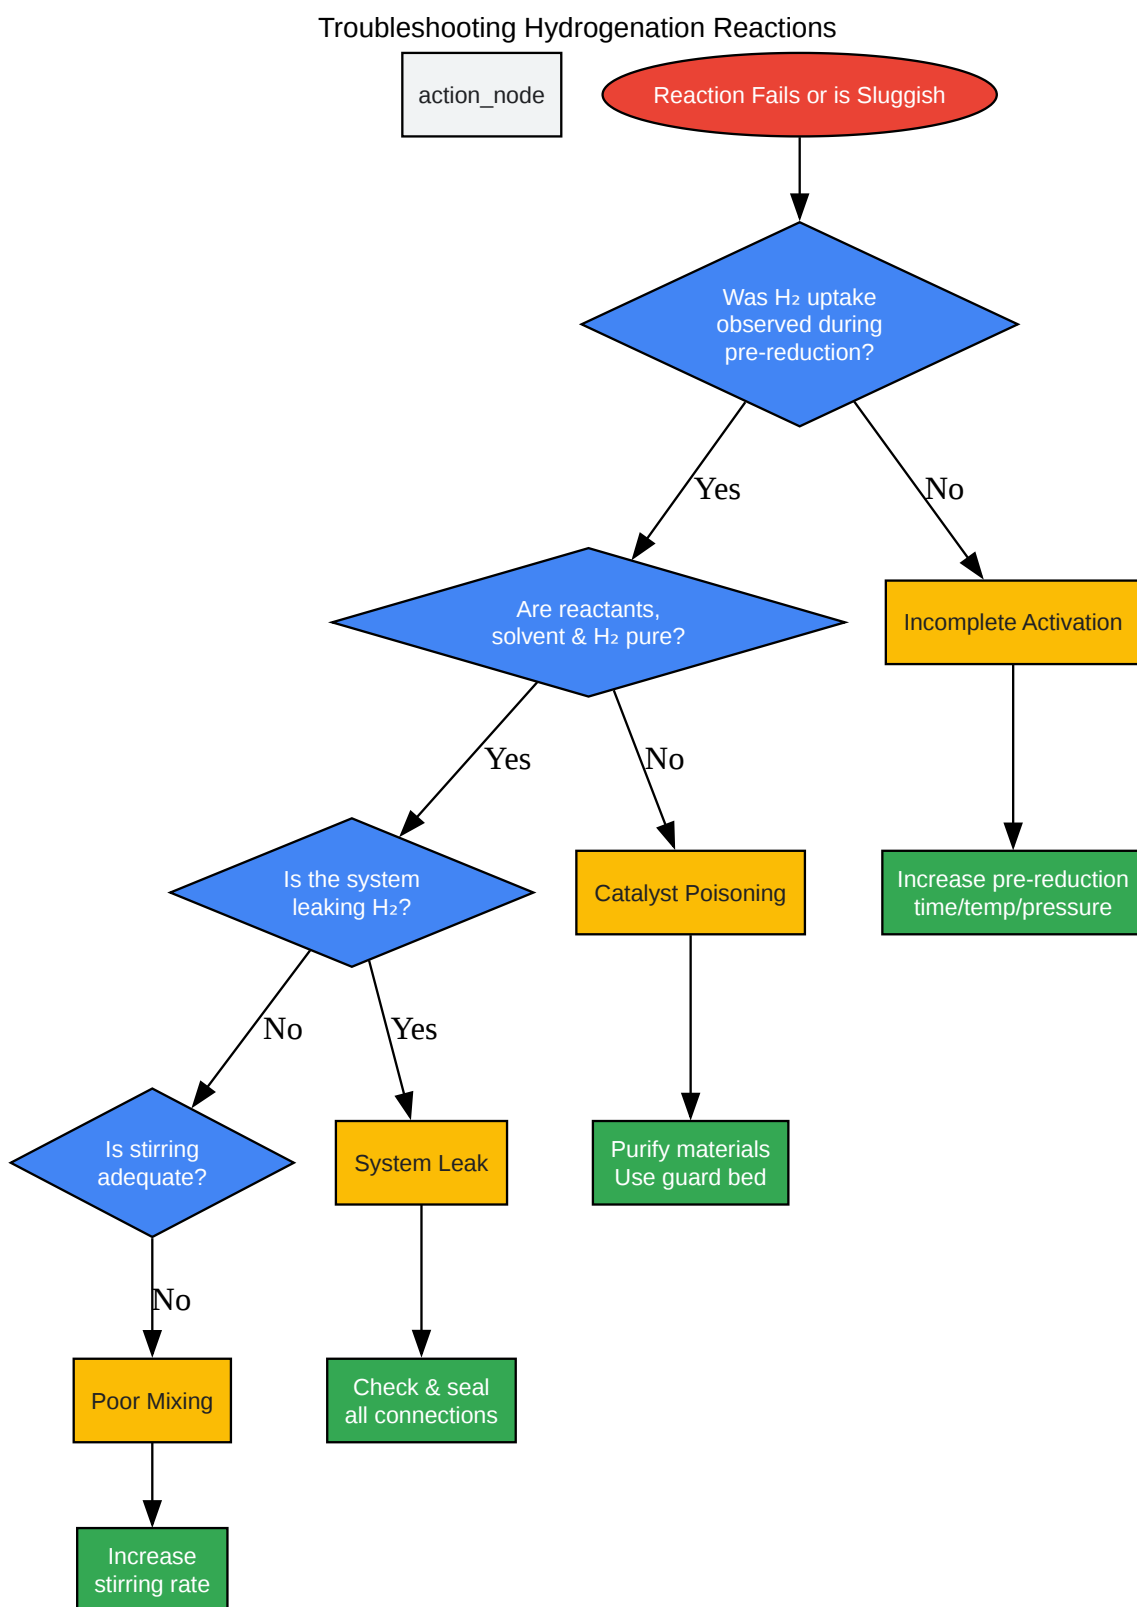 Troubleshooting Hydrogenation Reactions
action_node
Reaction Fails or is Sluggish
Was H₂ uptake
observed during
pre-reduction?
Yes
No
Are reactants,
solvent & H₂ pure?
Incomplete Activation
Yes
No
Is the system
leaking H₂?
Catalyst Poisoning
Increase pre-reduction
time/temp/pressure
No
Yes
Is stirring
adequate?
System Leak
Purify materials
Use guard bed
No
Poor Mixing
Check & seal
all connections
Increase
stirring rate